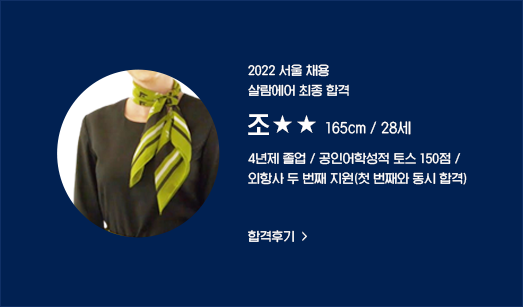 2022 서울 채용
살람에어 최종 합격
조★★ 165cm / 28세
4년제 졸업 / 공인어학성적 토스 150점 /
외항사 두 번째 지원(첫 번째와 동시 합격)
합격후기 >